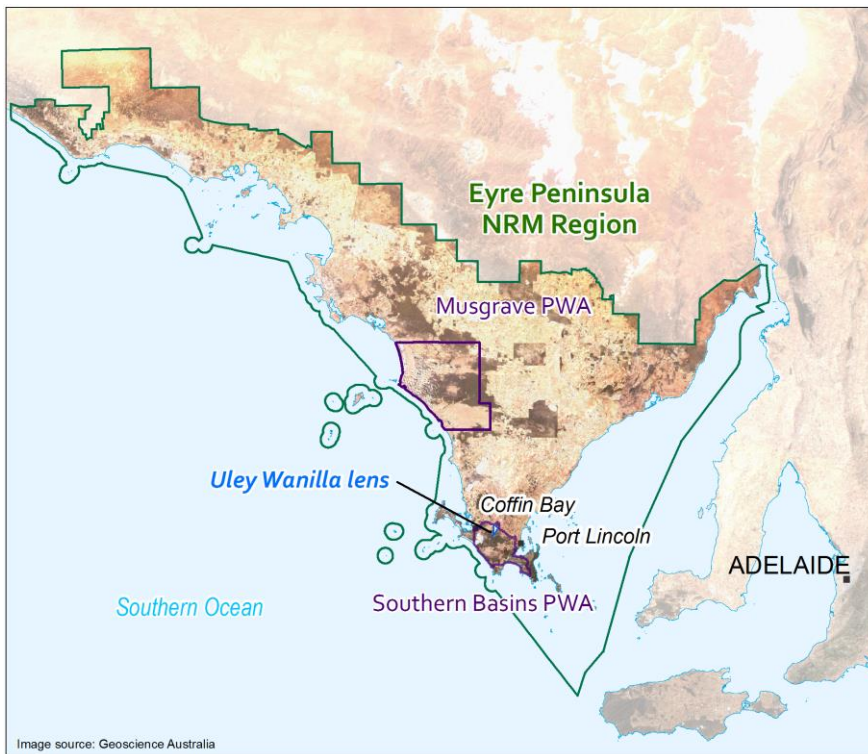 Eyre Peninsula
NRM Region
Musgrave PWA
Uley Wanilla lens
Coffin Bay
Port Lincoln
ADELAIDE
Southern Ocean
Southern Basins PWA
Image source: Geoscience Australia